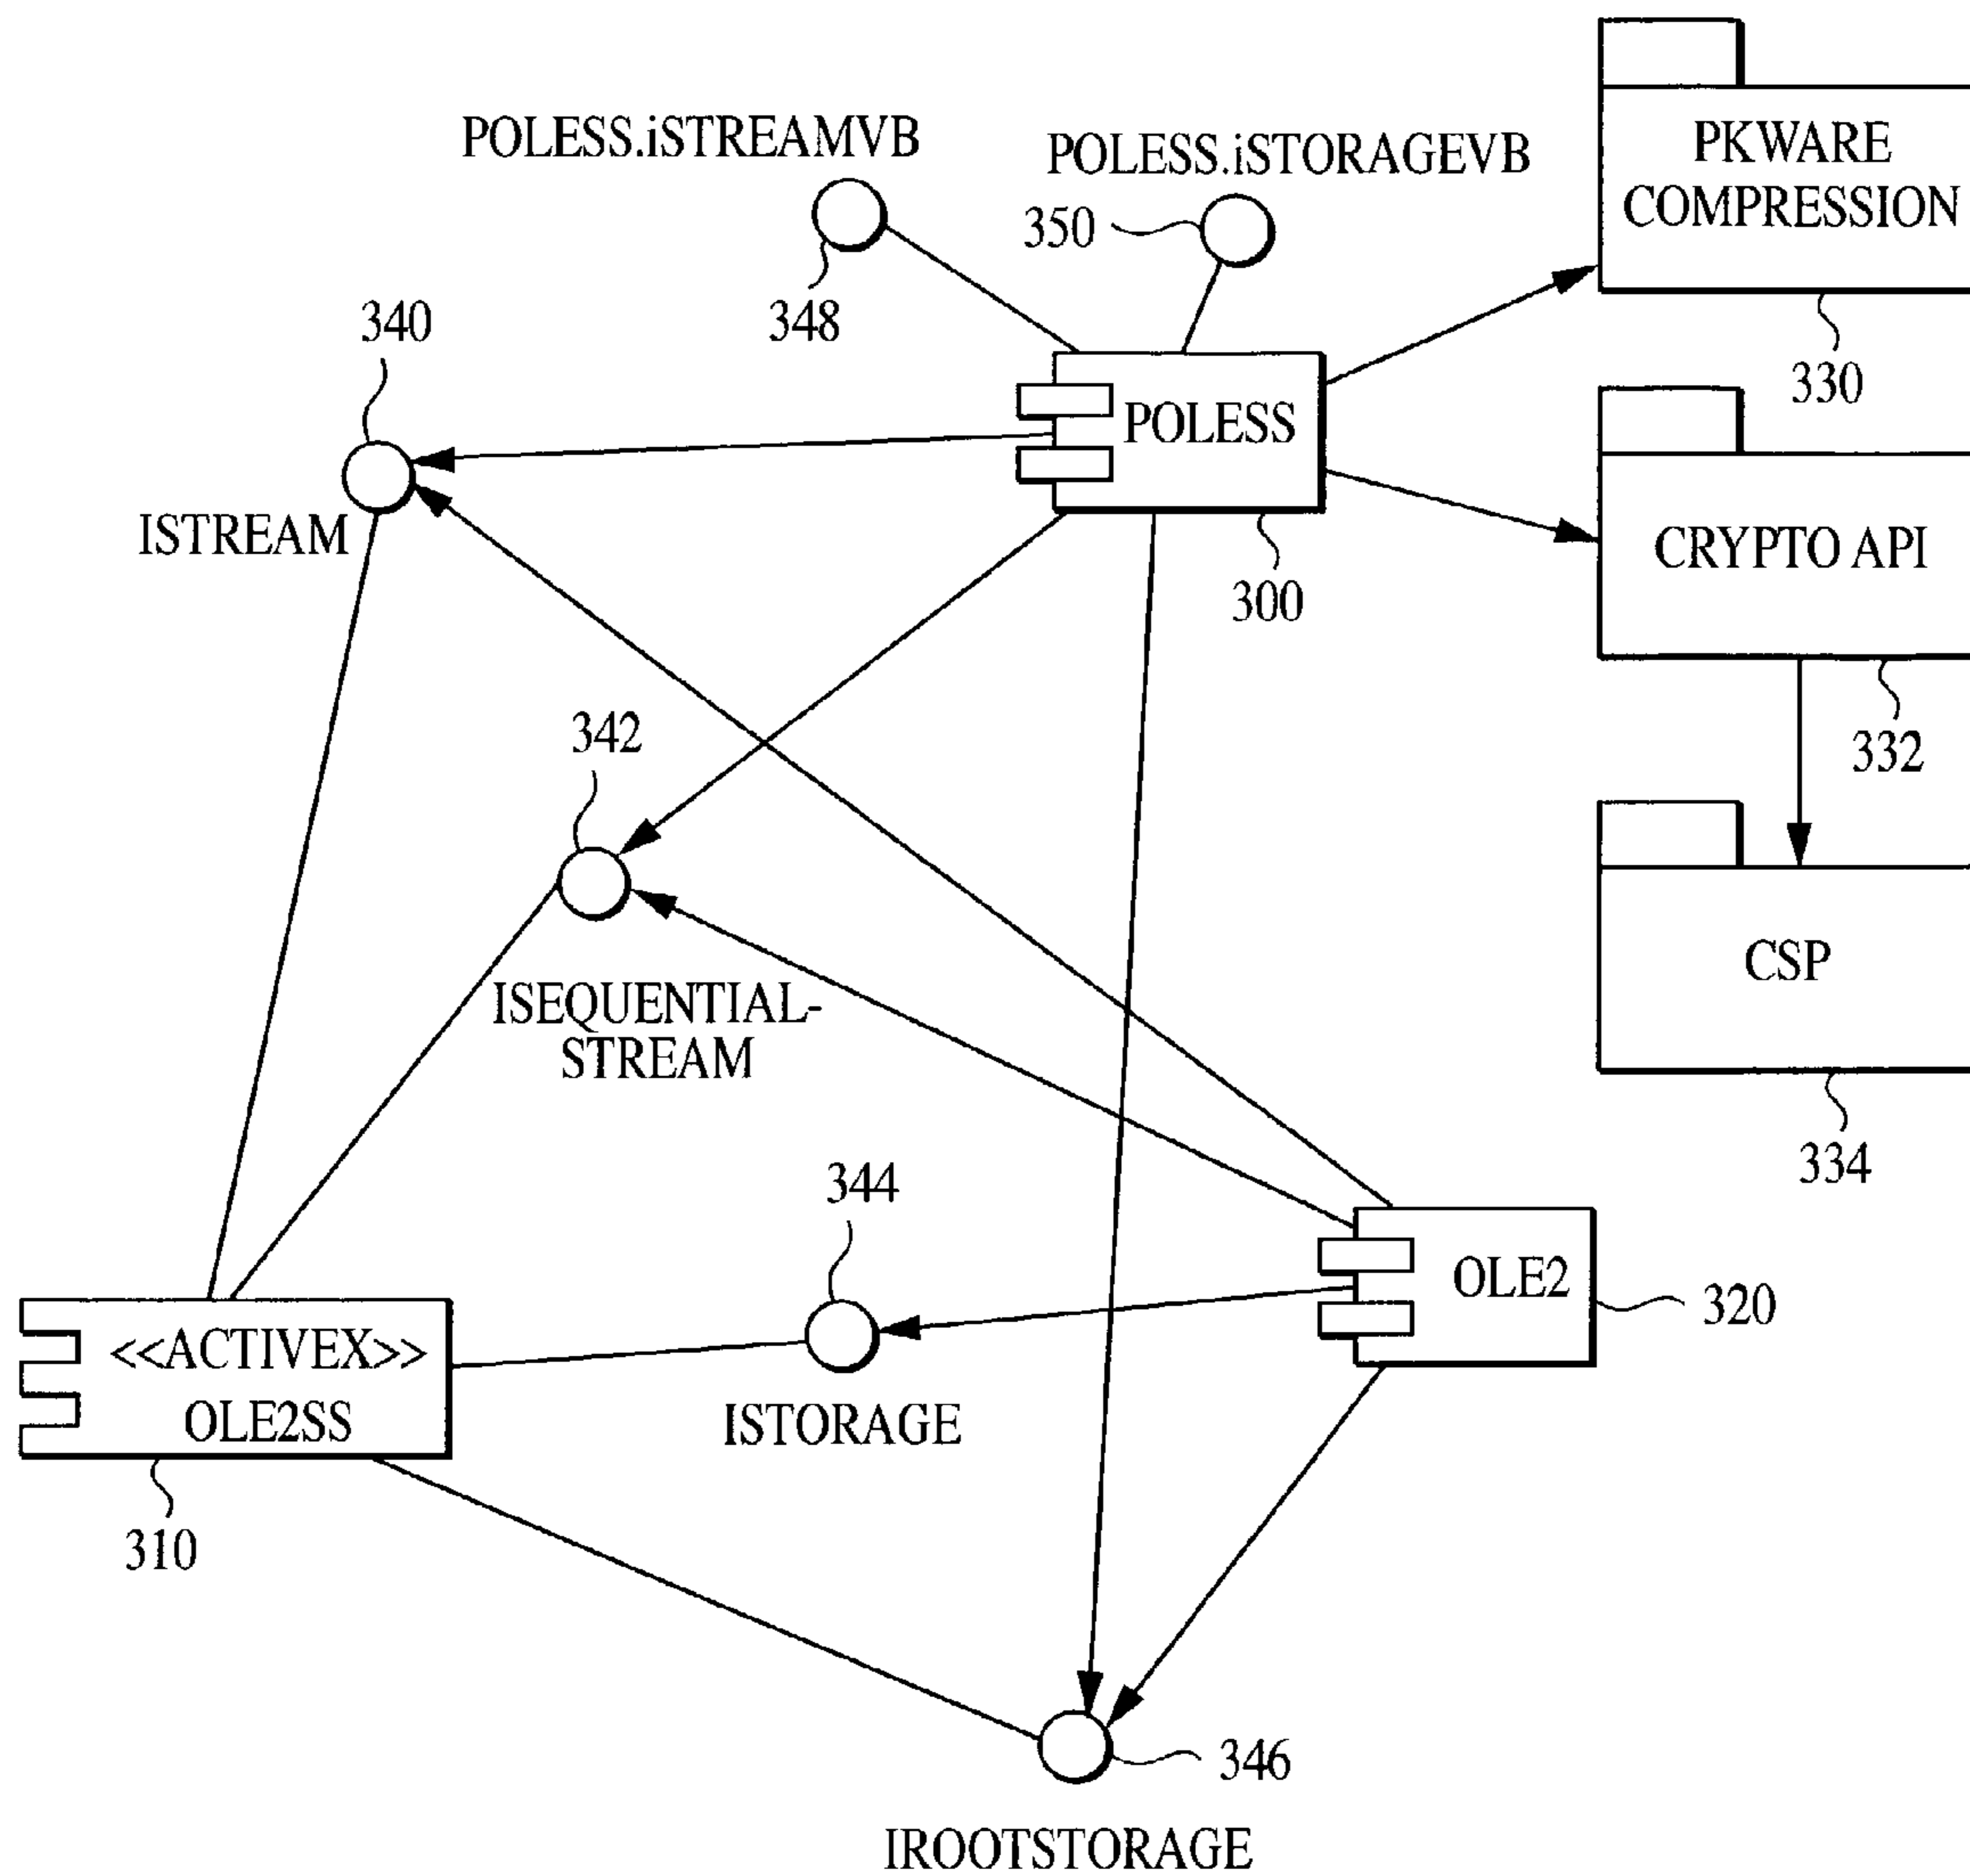 POLESS.iSTREAMVB
POLESS.iSTORAGEVB
PKWARE
COMPRESSION
350
348
340
330
POLESS
ISTREAM
CRYPTO API
300
342
332
CSP
ISEQUENTIAL-
STREAM
334
344
OLE2
320
<<ACTIVEX>>
OLE2SS
ISTORAGE
310
346
IROOTSTORAGE